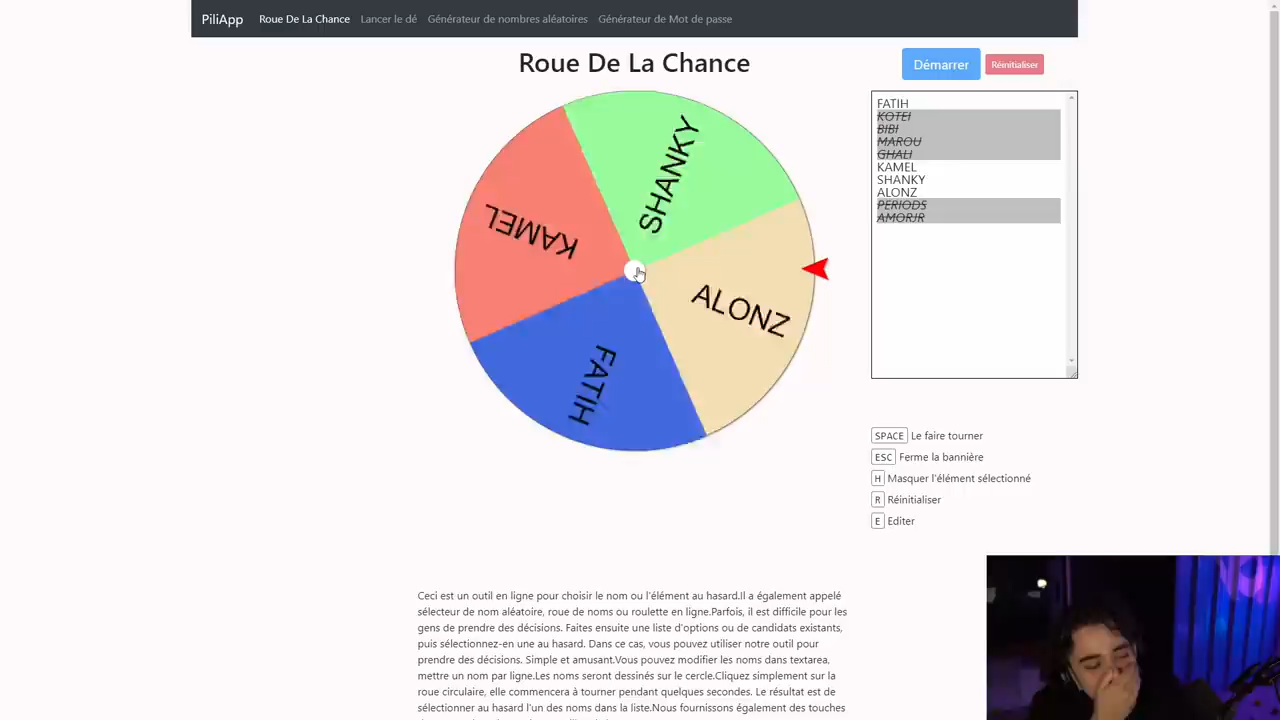 PiliApp Roue De La Chance Lancer le dé Générateur de nombres aléatoires Générateur de Mot de passe
Roue De La Chance
Démarrer Réinitialiser
SHANKY
KAMEL
ALONZ
FATIH
FATIH
KOTEI
BIBI
MAROU
GHALI
KAMEL
SHANKY
ALONZ
PERIODS
AMORJR
SPACE Le faire tourner
ESC Ferme la bannière
H Masquer l'élément sélectionné
R Réinitialiser
E Editer
Ceci est un outil en ligne pour choisir le nom ou l'élément au hasard.Il a également appelé
sélecteur de nom aléatoire, roue de noms ou roulette en ligne.Parfois, il est difficile pour les
gens de prendre des décisions. Faites ensuite une liste d'options ou de candidats existants,
puis sélectionnez-en une au hasard. Dans ce cas, vous pouvez utiliser notre outil pour
prendre des décisions. Simple et amusant.Vous pouvez modifier les noms dans textarea,
mettre un nom par ligne.Les noms seront dessinés sur le cercle.Cliquez simplement sur la
roue circulaire, elle commencera à tourner pendant quelques secondes. Le résultat est de
sélectionner au hasard l'un des noms dans la liste.Nous fournissons également des touches